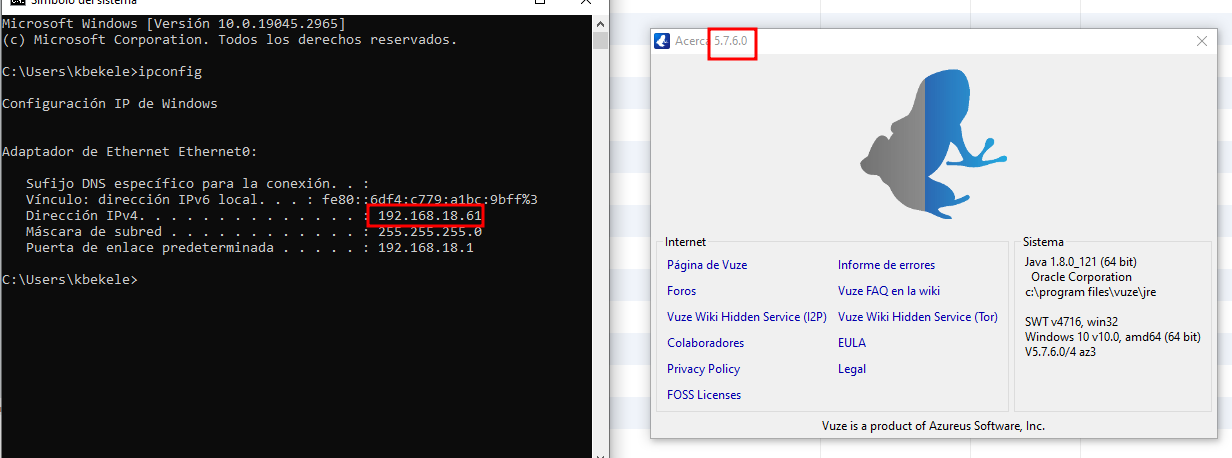 Símbolo del sistema
Microsoft Windows [Versión 10.0.19045.2965]
(c) Microsoft Corporation. Todos los derechos reservados.
C:\Users\kbekele>ipconfig
Configuración IP de Windows
Adaptador de Ethernet Ethernet0:
Sufijo DNS específico para la conexión. . :
Vínculo: dirección IPv6 local. . . : fe80::6df4:c779:a1bc:9bff%3
Dirección IPv4. . . . . . . . . . . . . . : 192.168.18.61
Máscara de subred . . . . . . . . . . . . : 255.255.255.0
Puerta de enlace predeterminada . . . . . : 192.168.18.1
C:\Users\kbekele>
Acerca 5.7.6.0
Internet
Página de Vuze
Informe de errores
Foros
Vuze FAQ en la wiki
Vuze Wiki Hidden Service (I2P)
Vuze Wiki Hidden Service (Tor)
Colaboradores
EULA
Privacy Policy
Legal
FOSS Licenses
Sistema
Java 1.8.0_121 (64 bit)
Oracle Corporation
c:\program files\vuze\jre
SWT v4716, win32
Windows 10 v10.0, amd64 (64 bit)
V5.7.6.0/4 az3
Vuze is a product of Azureus Software, Inc.